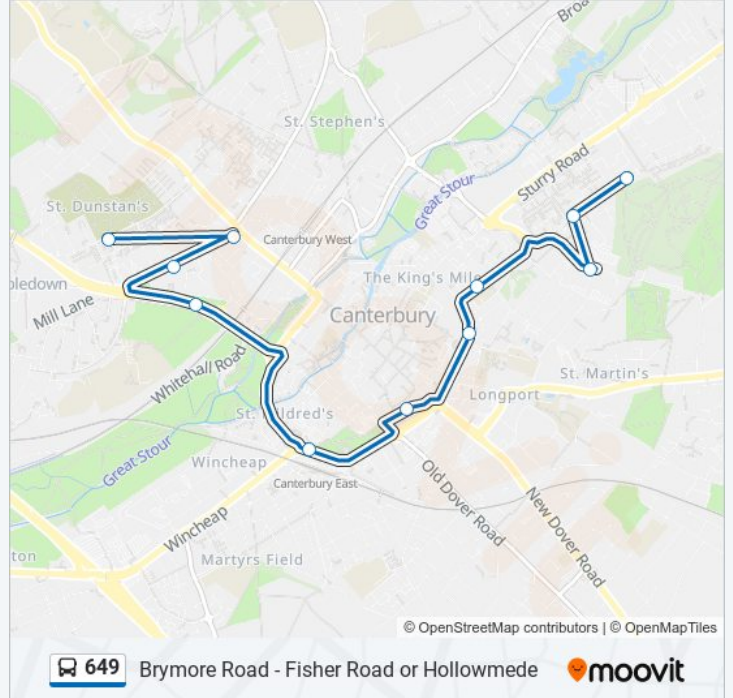 Broa
St. Stephen's
Sturry Road
Great Stour
St. Dunstan's
Canterbury West
The King's Mile
bledown
Mill Lane
Canterbury
Whitehall Road
St. Martin's
Longport
St. Mildred's
Great Stour
Wincheap
Canterbury East
Old Dover Road
New Dover Road
Wincheap
ton
Martyrs Field
© OpenStreetMap contributors | © OpenMapTiles
649 Brymore Road - Fisher Road or Hollowmede moovit